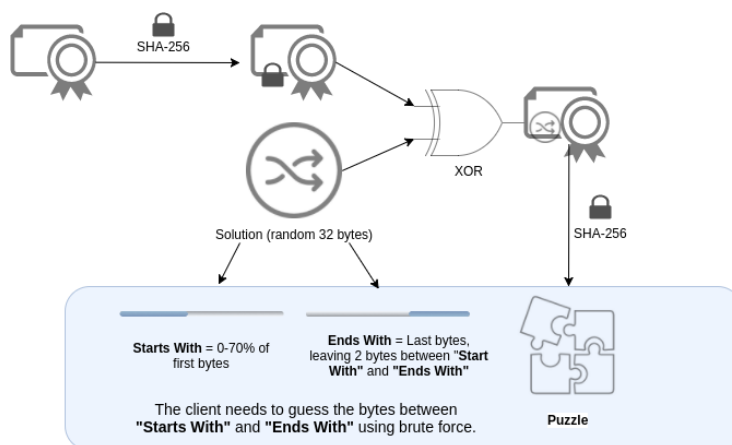 SHA-256
XOR
Solution (random 32 bytes)
SHA-256
Starts With = 0-70% of
first bytes
Ends With = Last bytes,
leaving 2 bytes between "Start
With" and "Ends With"
Puzzle
The client needs to guess the bytes between
"Starts With" and "Ends With" using brute force.